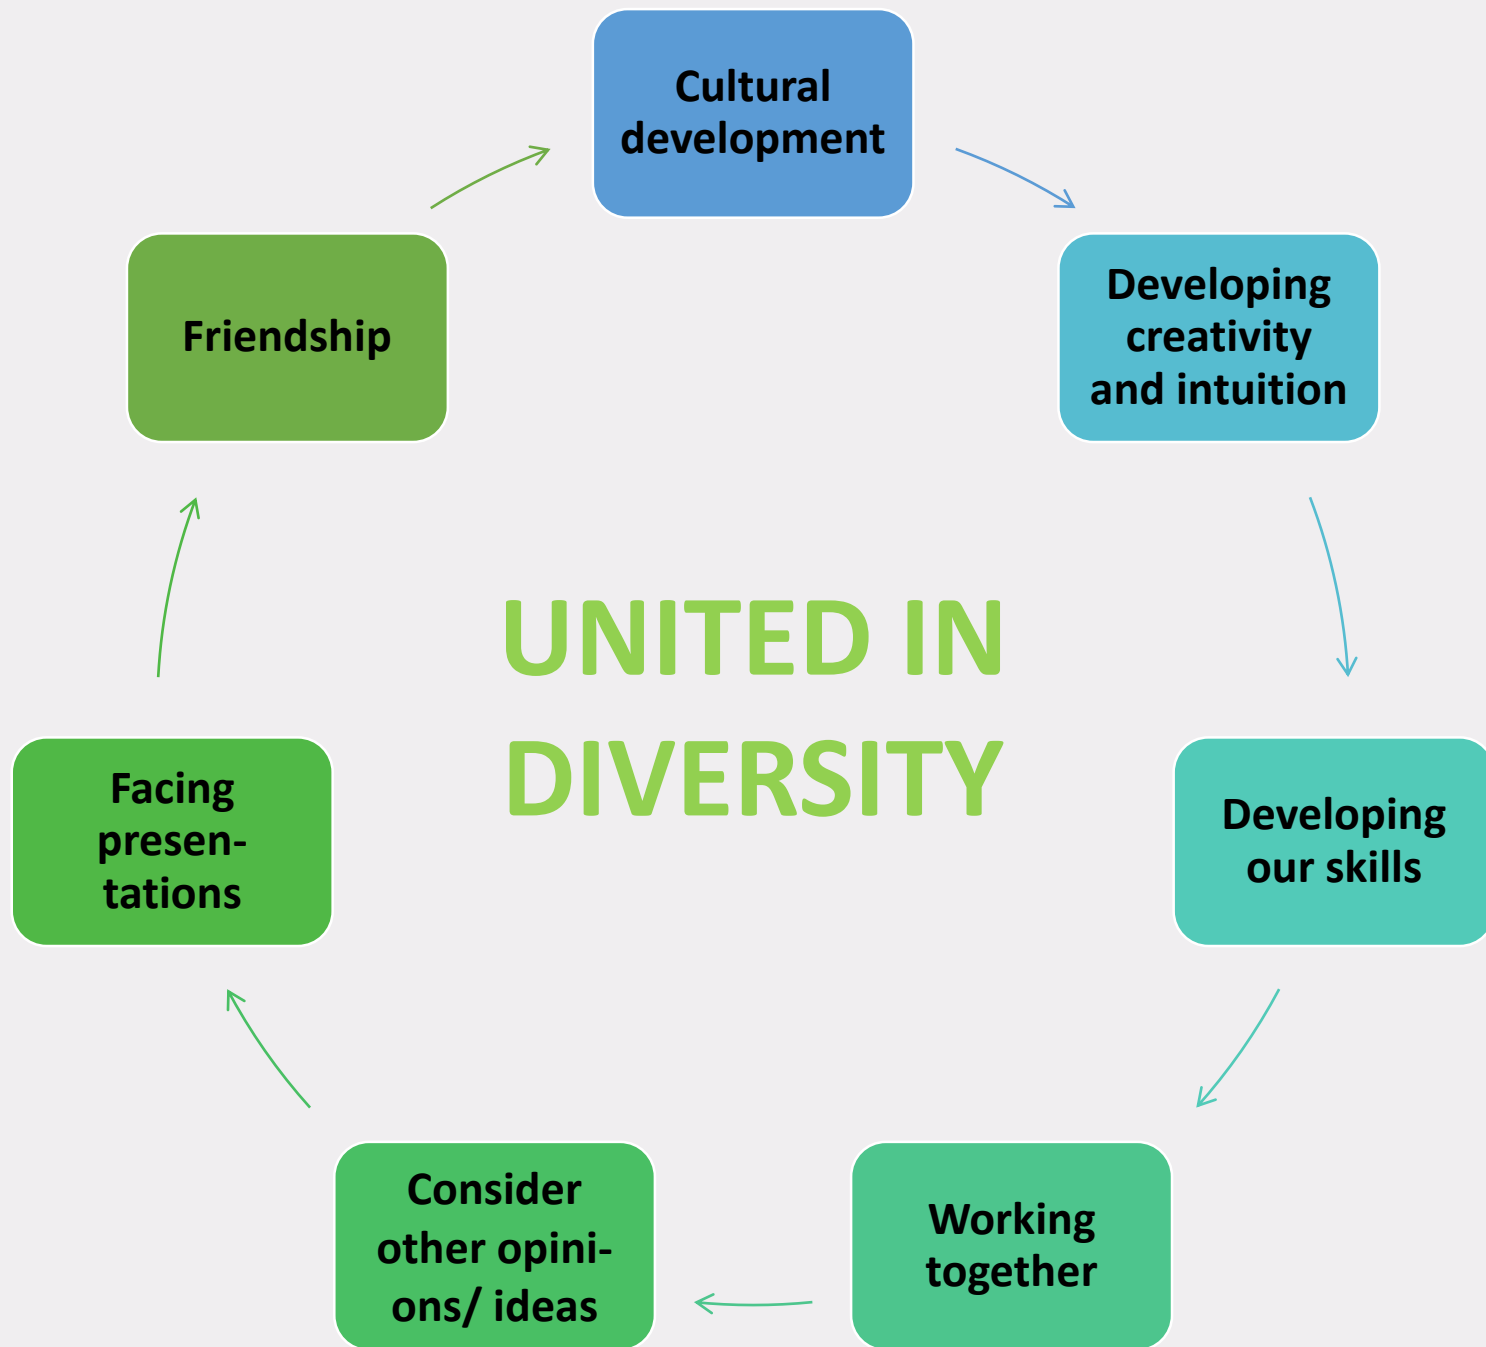 Cultural
development
Developing
creativity
and intuition
Developing
our skills
Working
together
Consider
other opini-
ons/ ideas
Facing
presen-
tations
Friendship
UNITED IN
DIVERSITY